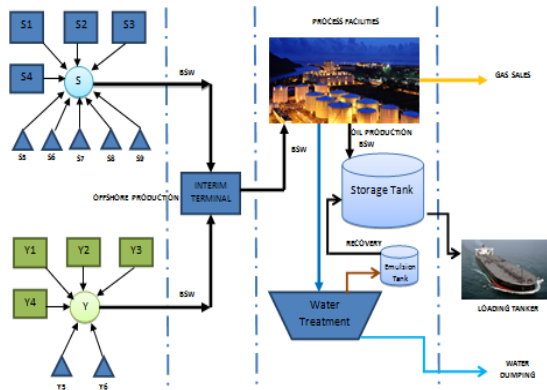 PROCESS FACILITIES
S1
S2
S3
S4
S
BSW
GAS SALES
S5
S6
S7
S8
S9
OIL PRODUCTION
BSW
BSW
Storage Tank
OFFSHORE PRODUCTION
INTERIM
TERMINAL
RECOVERY
Emulsion
Tank
Y1
Y2
Y3
Y4
Y
BSW
Water
Treatment
LOADING TANKER
Y5
Y6
WATER
DUMPING